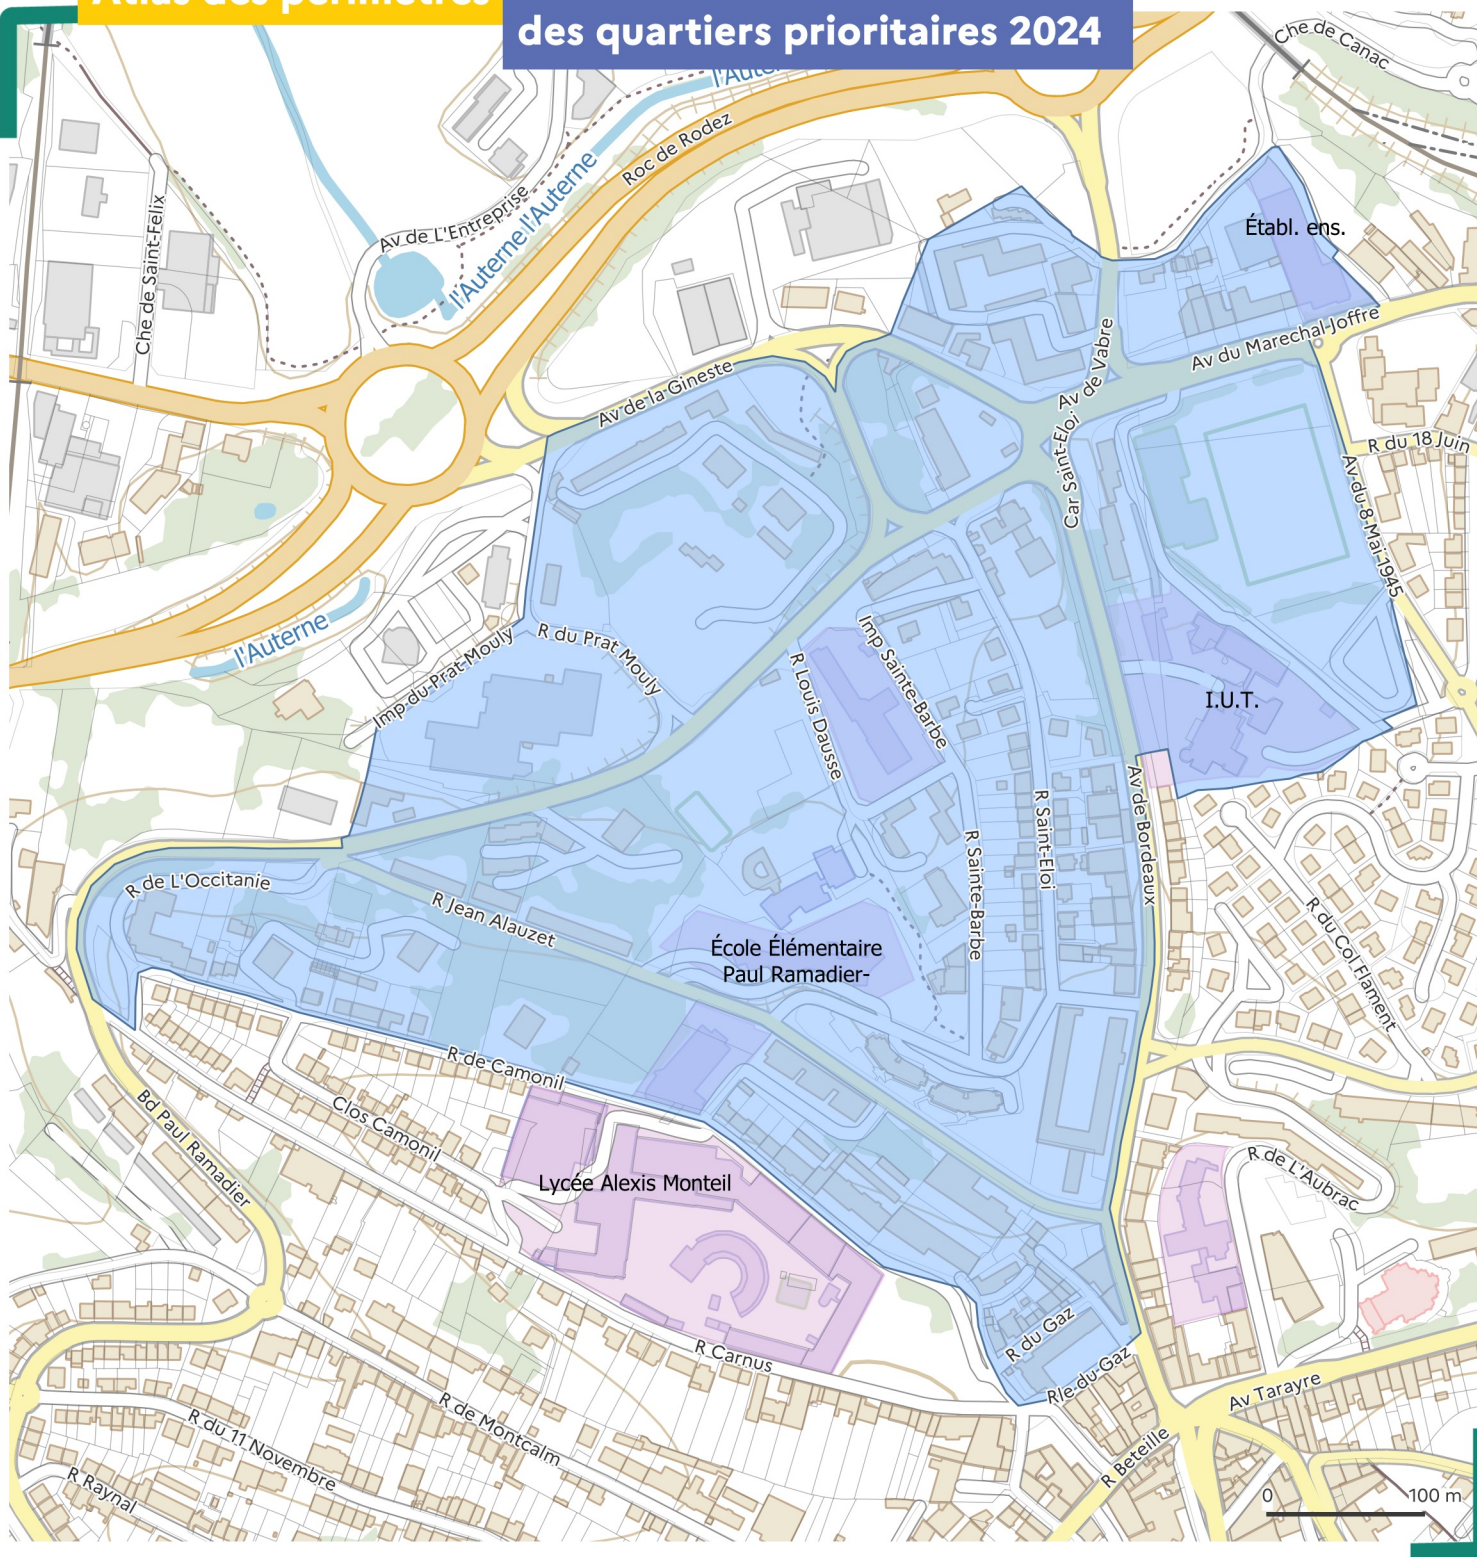 Atlas des périmètres
des quartiers prioritaires 2024
Che de Canac
l'Auterne
Roc de Rodez
Av de L'Entreprise
l'Auterne l'Auterne
Che de Saint-Félix
Établ. ens.
Av de Vabre
Av du Marechal Joffre
Av de la Gineste
Car Saint-Eloi
R du 18 Juin
Av du 8 Mai 1945
l'Auterne
Imp du Prat Mouly
R du Prat Mouly
Imp Sainte-Barbe
R Louis Dausse
I.U.T.
Av de Bordeaux
R Saint-Eloi
R Sainte-Barbe
R de L'Occitanie
R Jean Alauzet
École Élémentaire
Paul Ramadier-
R du Col Flament
R de Camonil
Clos Camonil
Bd Paul Ramadier
Lycée Alexis Monteil
R de L'Aubrac
R du Gaz
Rle du Gaz
R Carnus
Av Tarayre
R de Montcalm
R du 11 Novembre
R Raynal
R Beteille
0 100 m